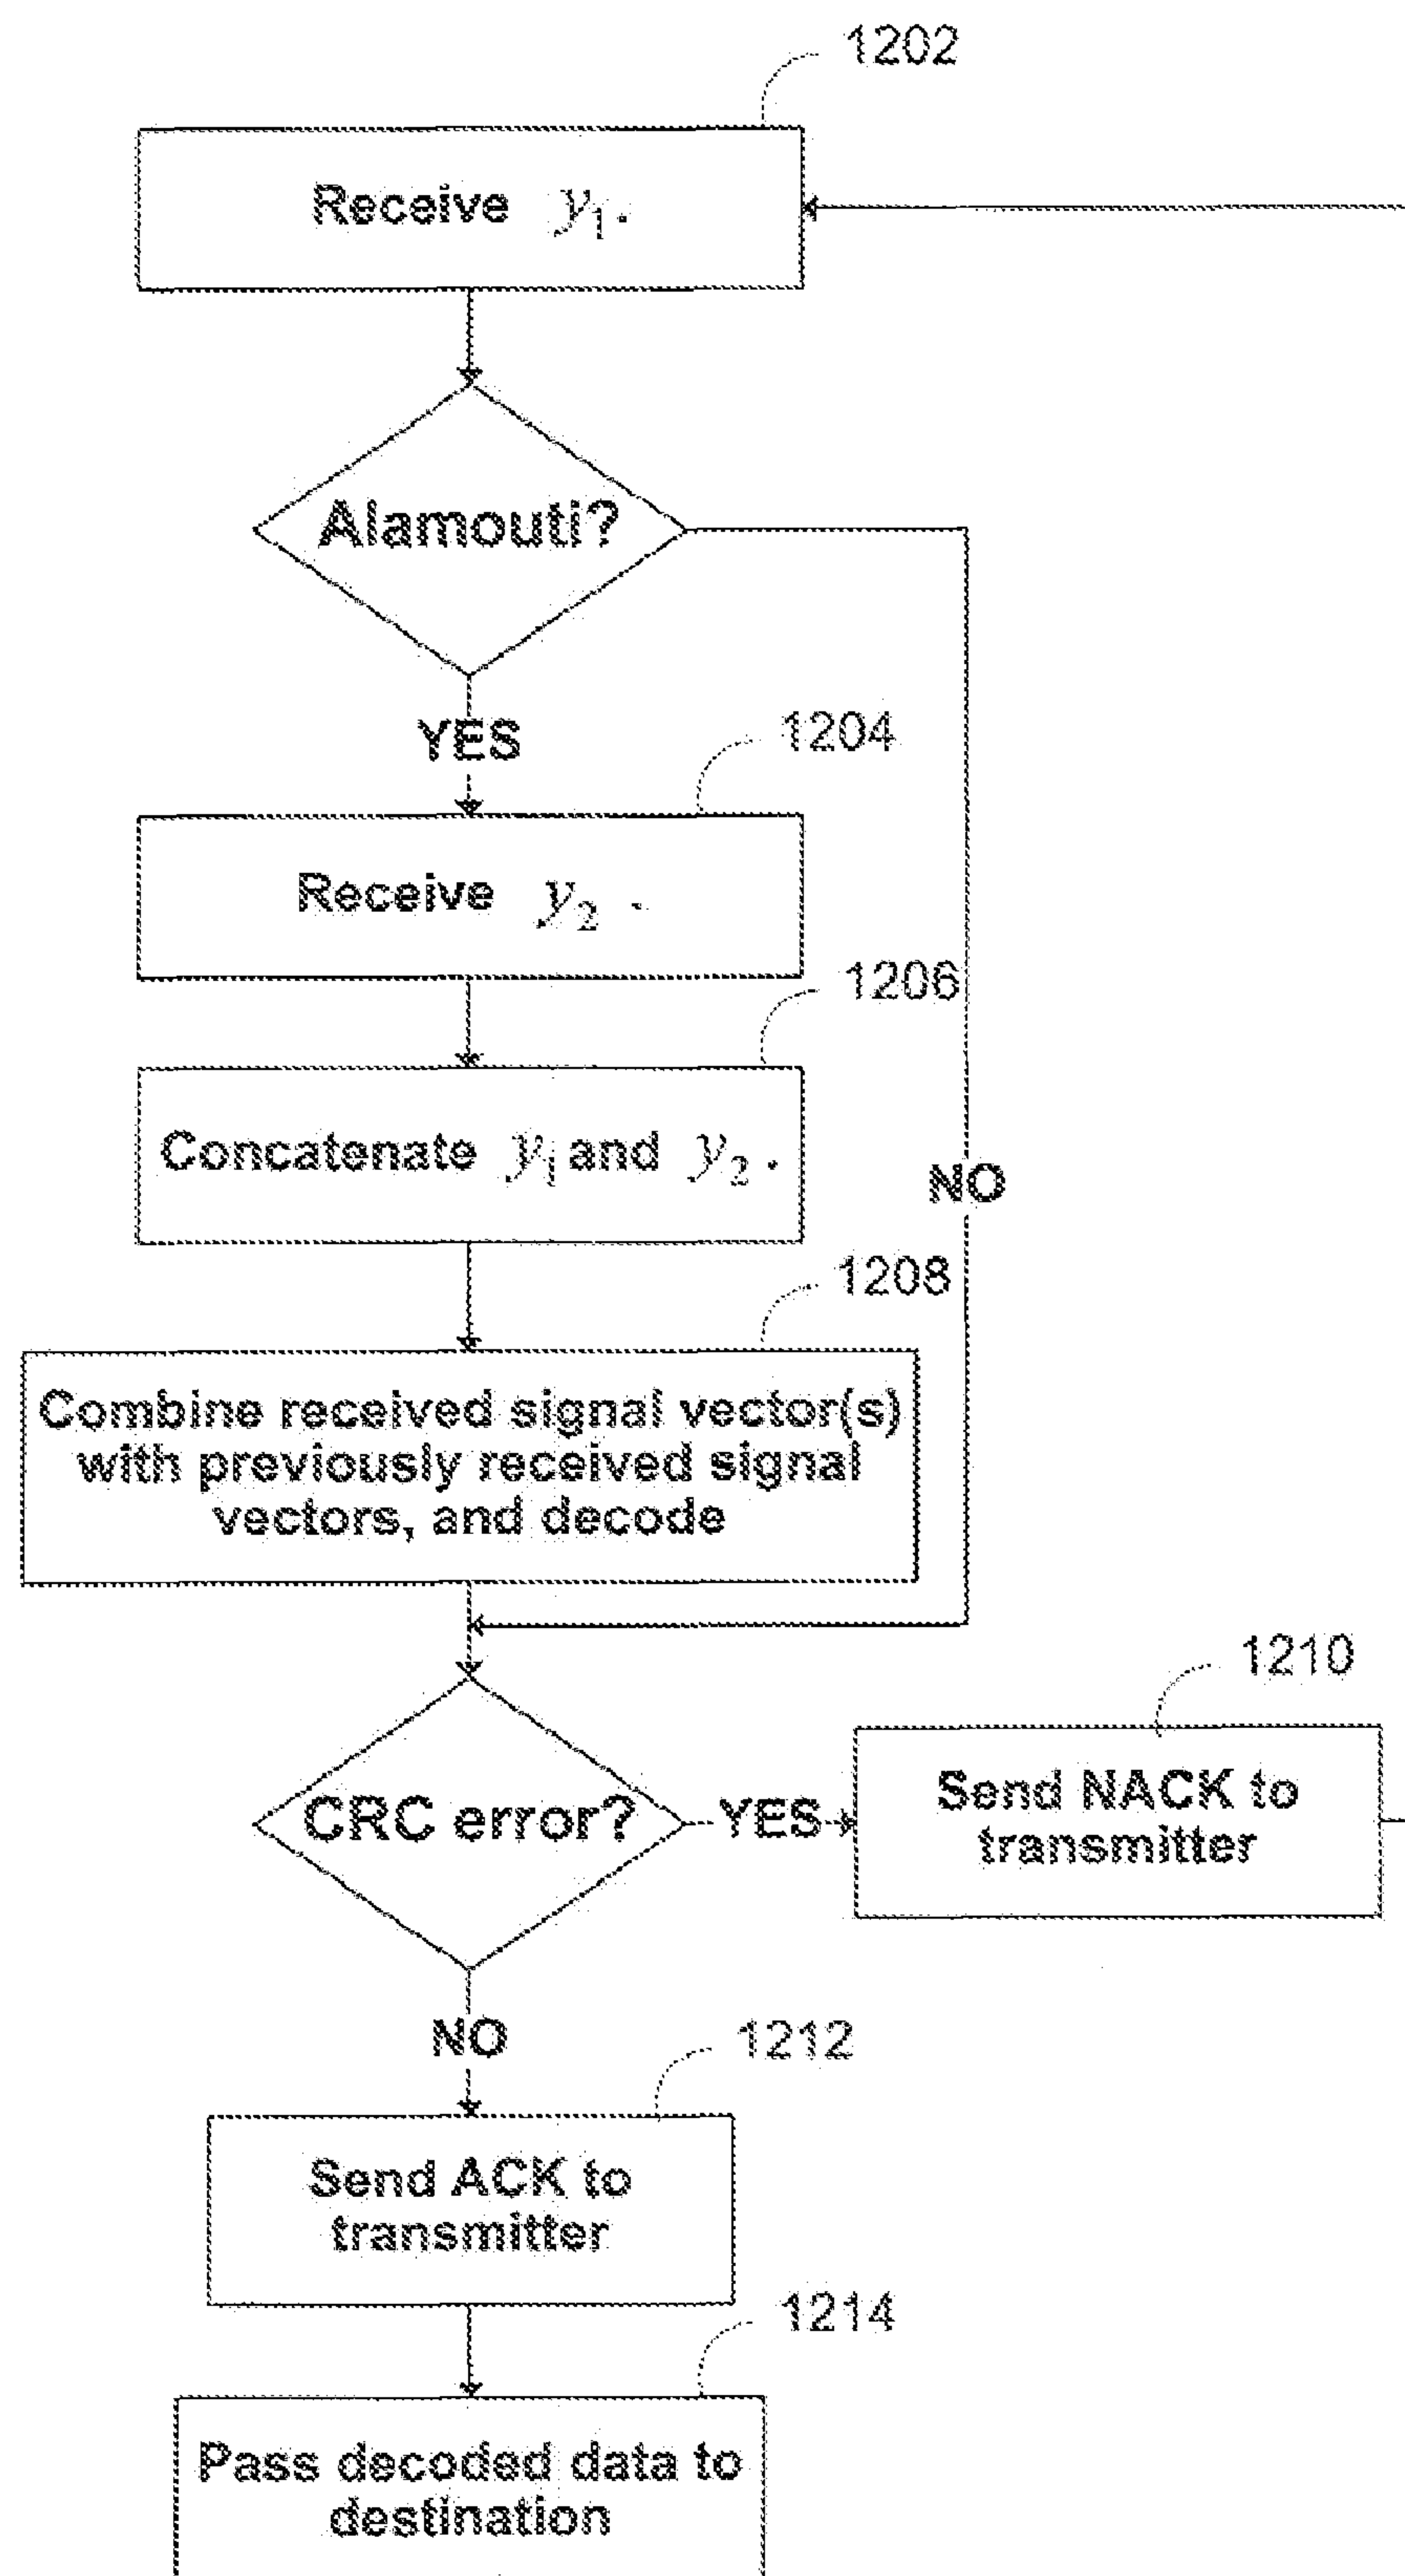 1202
Receive y₁.
Alamouti?
YES
1204
Receive y₂ .
1206
Concatenate y₁ and y₂ .
NO
1208
Combine received signal vector(s)
with previously received signal
vectors, and decode
1210
CRC error?
YES
Send NACK to
transmitter
NO
1212
Send ACK to
transmitter
1214
Pass decoded data to
destination